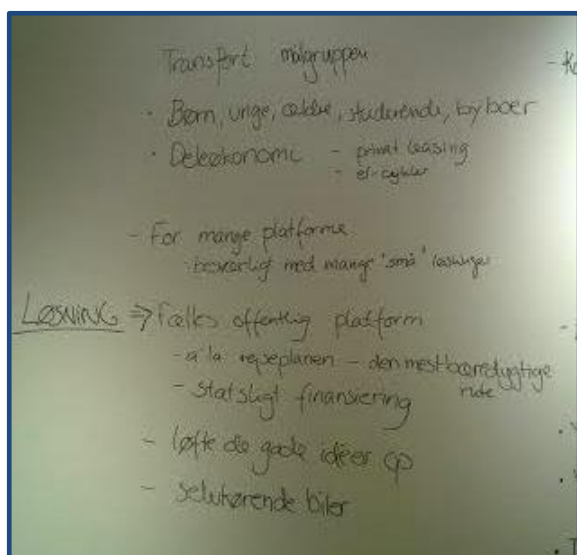 Transport målgruppen
• Børn, unge, ældre, studerende, byboer
• Deleøkonomi - privat leasing
- el-cykler
- For mange platforme
besværligt med mange "små" løsninger
LØSNING => Fælles offentlig platform
- a'la rejseplanen - den mest bæredygtige
rute
- statsligt finansiering
- løfte de gode idéer op
- selvkørende biler
- Ko